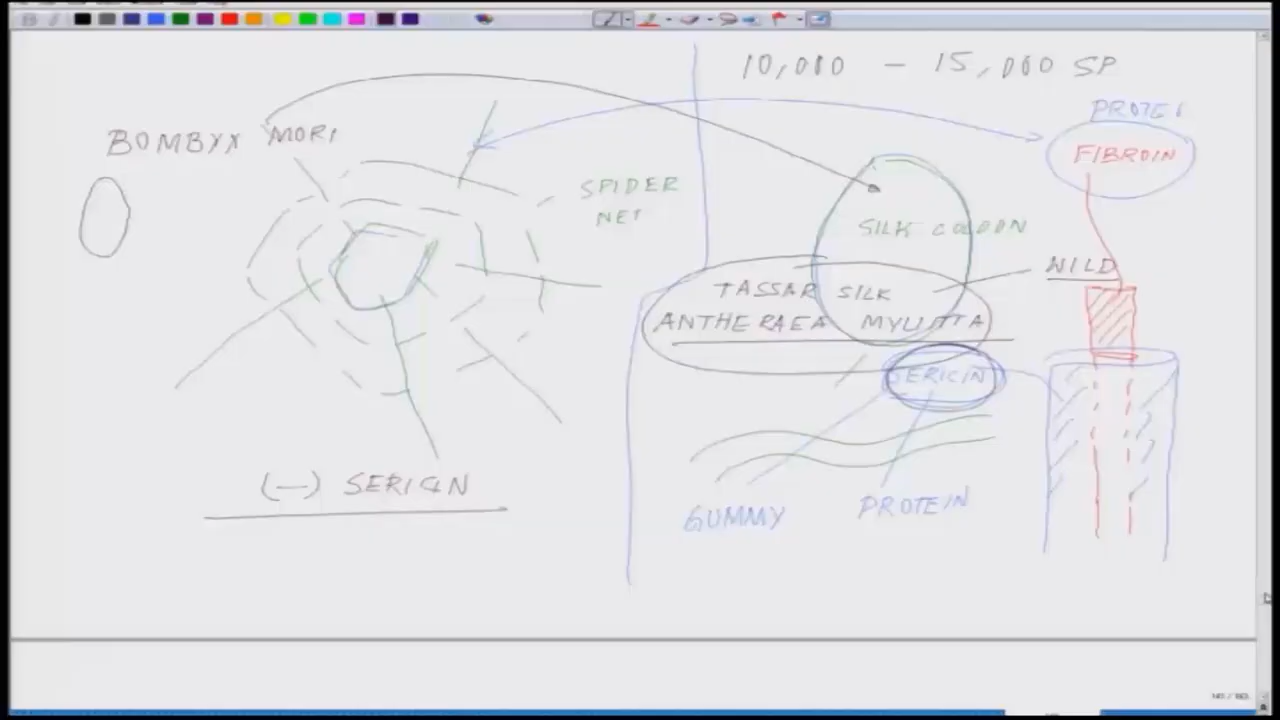 10,000 - 15,000 SP
BOMBYX MORI
SPIDER
NET
(-) SERICIN
SILK COCOON
TASSAR SILK
ANTHERAEA MYLITTA
WILD
SERICIN
GUMMY
PROTEIN
PROTEI
FIBROIN